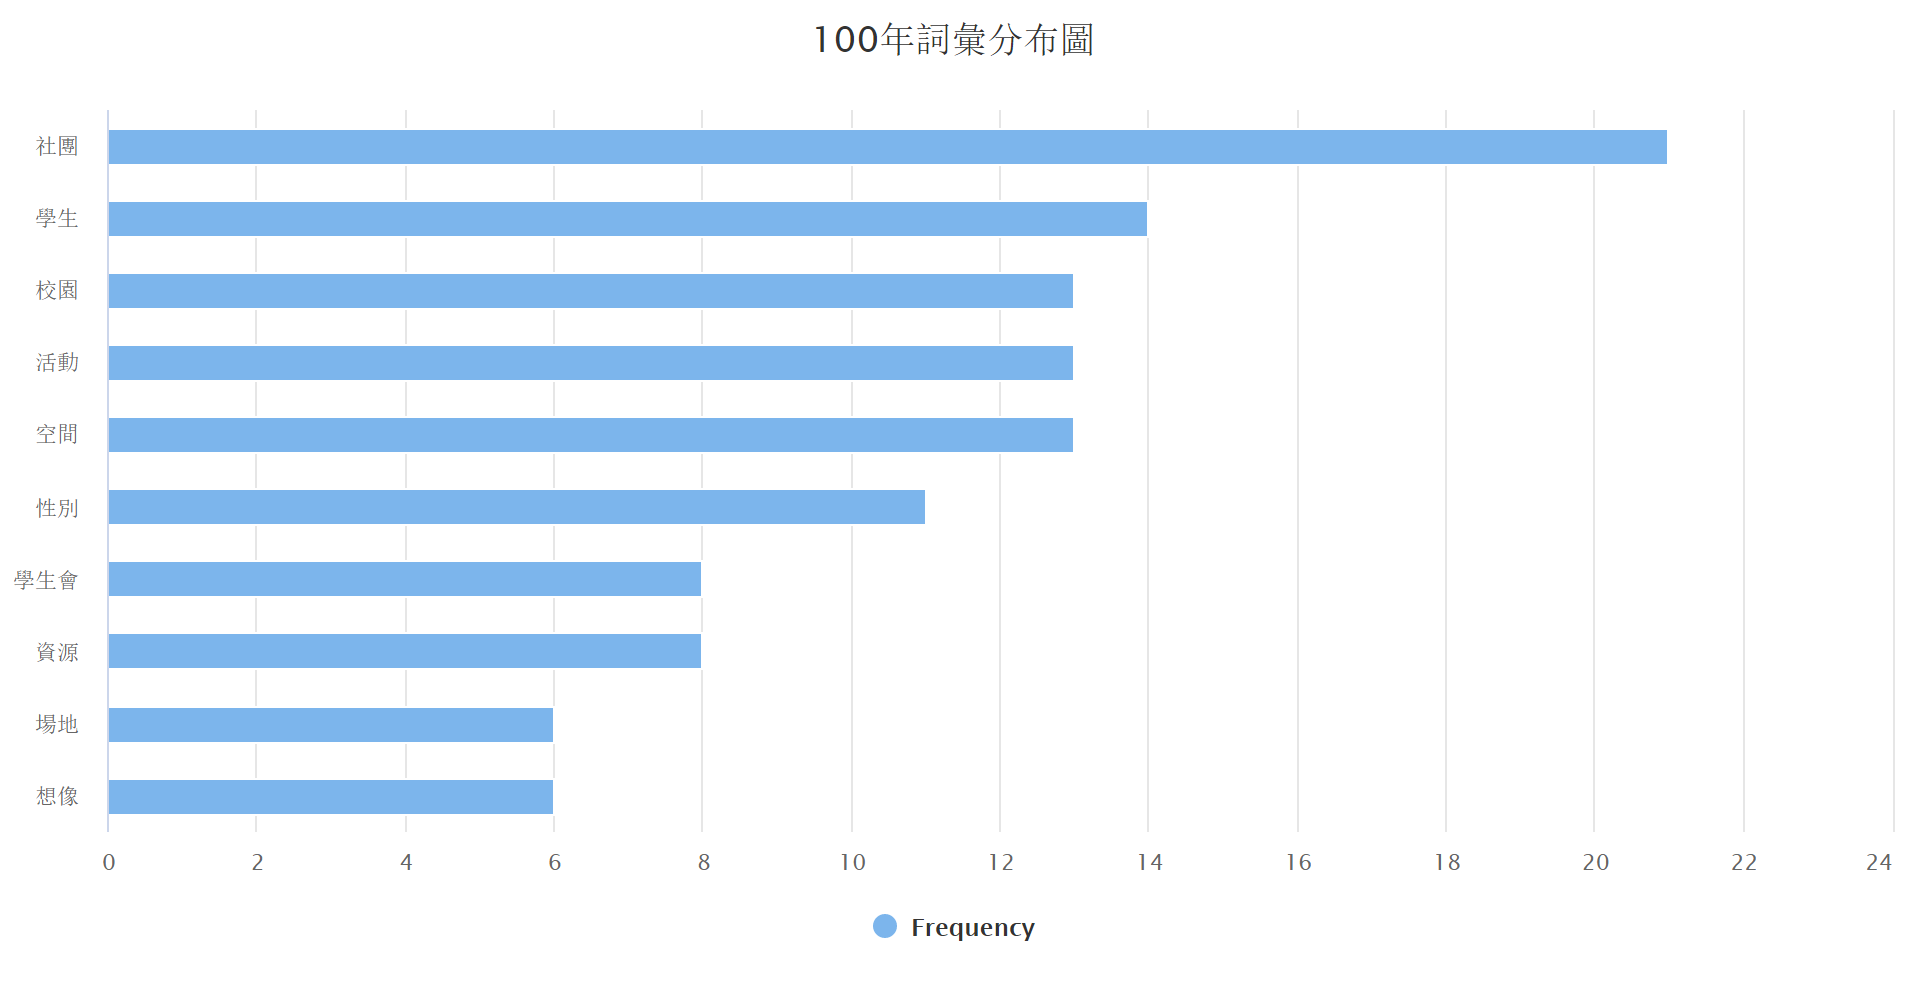 100年詞彙分布圖
社團
學生
校園
活動
空間
性別
學生會
資源
場地
想像
0 2 4 6 8 10 12 14 16 18 20 22 24
Frequency